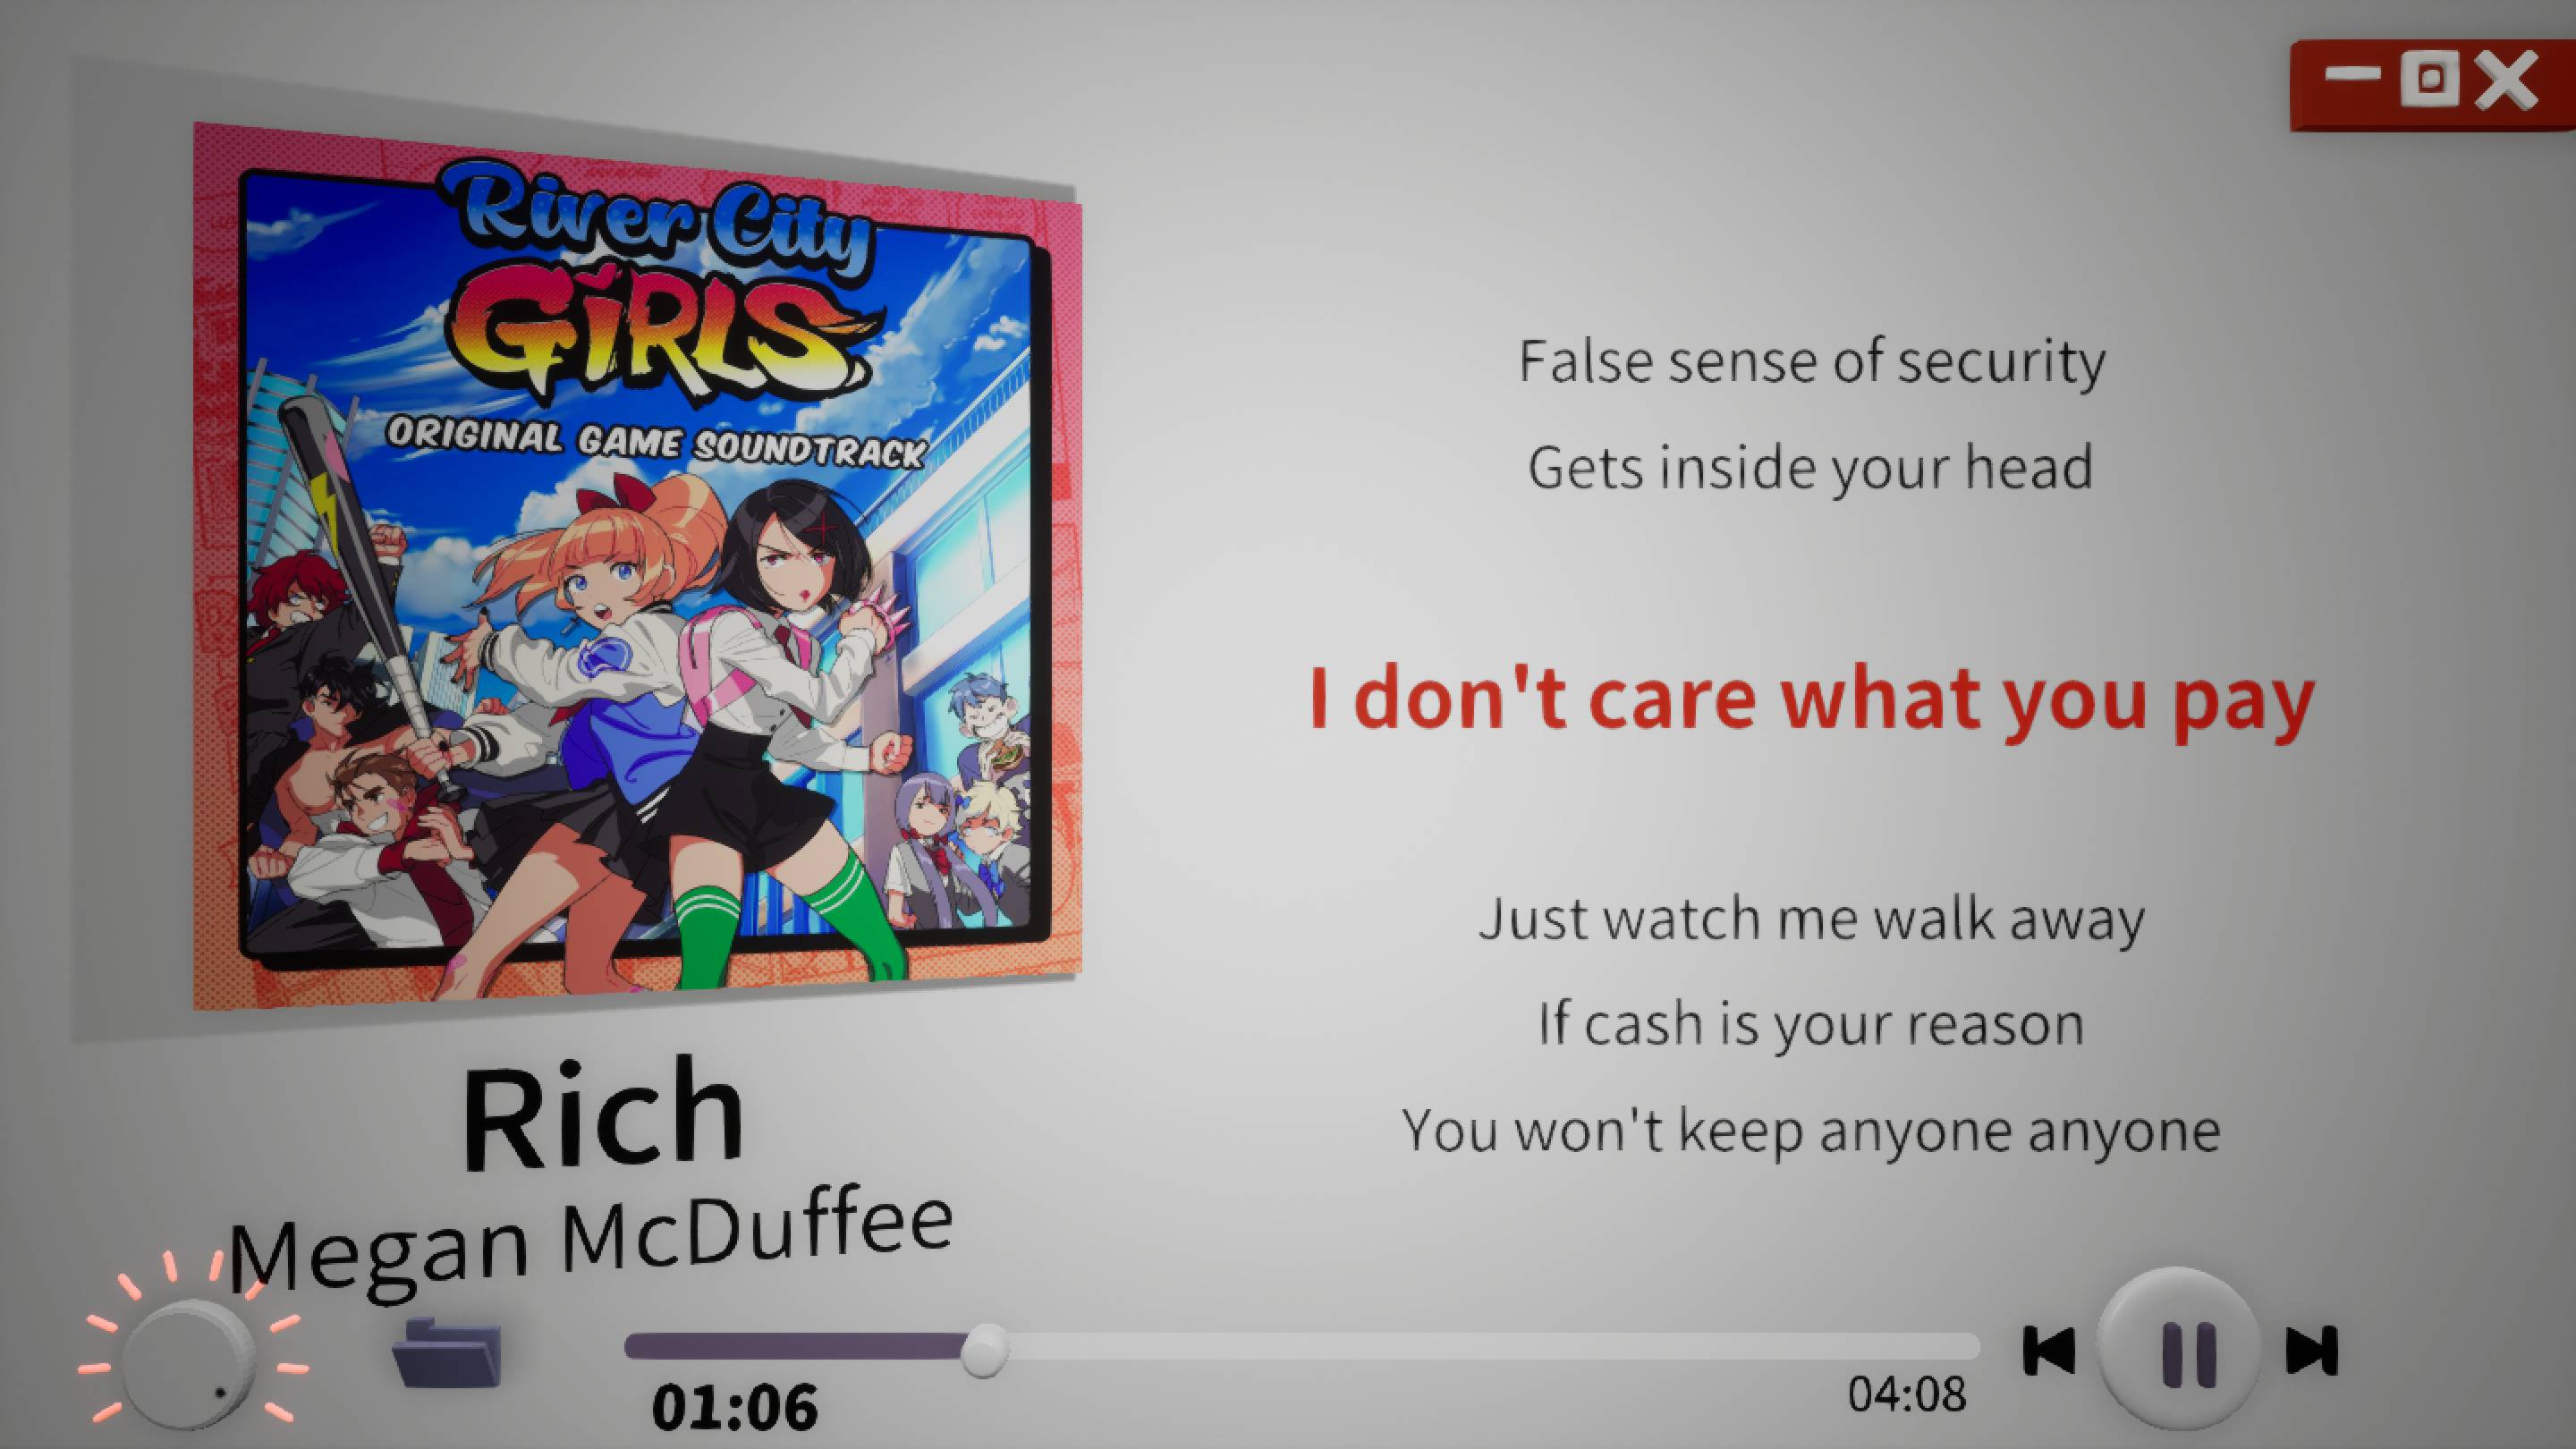 River City
GiRLS
ORIGINAL GAME SOUNDTRACK
Rich
Megan McDuffee
False sense of security
Gets inside your head
I don't care what you pay
Just watch me walk away
If cash is your reason
You won't keep anyone anyone
01:06
04:08